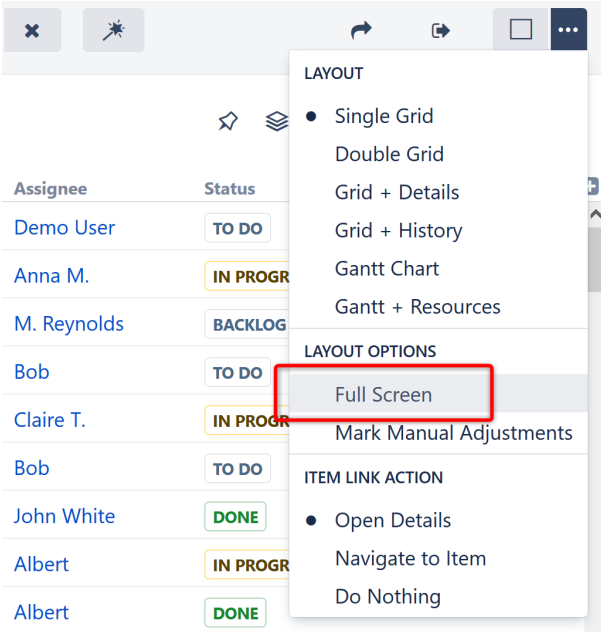 LAYOUT
Single Grid
Double Grid
Grid + Details
Grid + History
Gantt Chart
Gantt + Resources
LAYOUT OPTIONS
Full Screen
Mark Manual Adjustments
ITEM LINK ACTION
Open Details
Navigate to Item
Do Nothing
Assignee Status
Demo User TO DO
Anna M. IN PROGR
M. Reynolds BACKLOG
Bob TO DO
Claire T. IN PROGR
Bob TO DO
John White DONE
Albert IN PROGR
Albert DONE